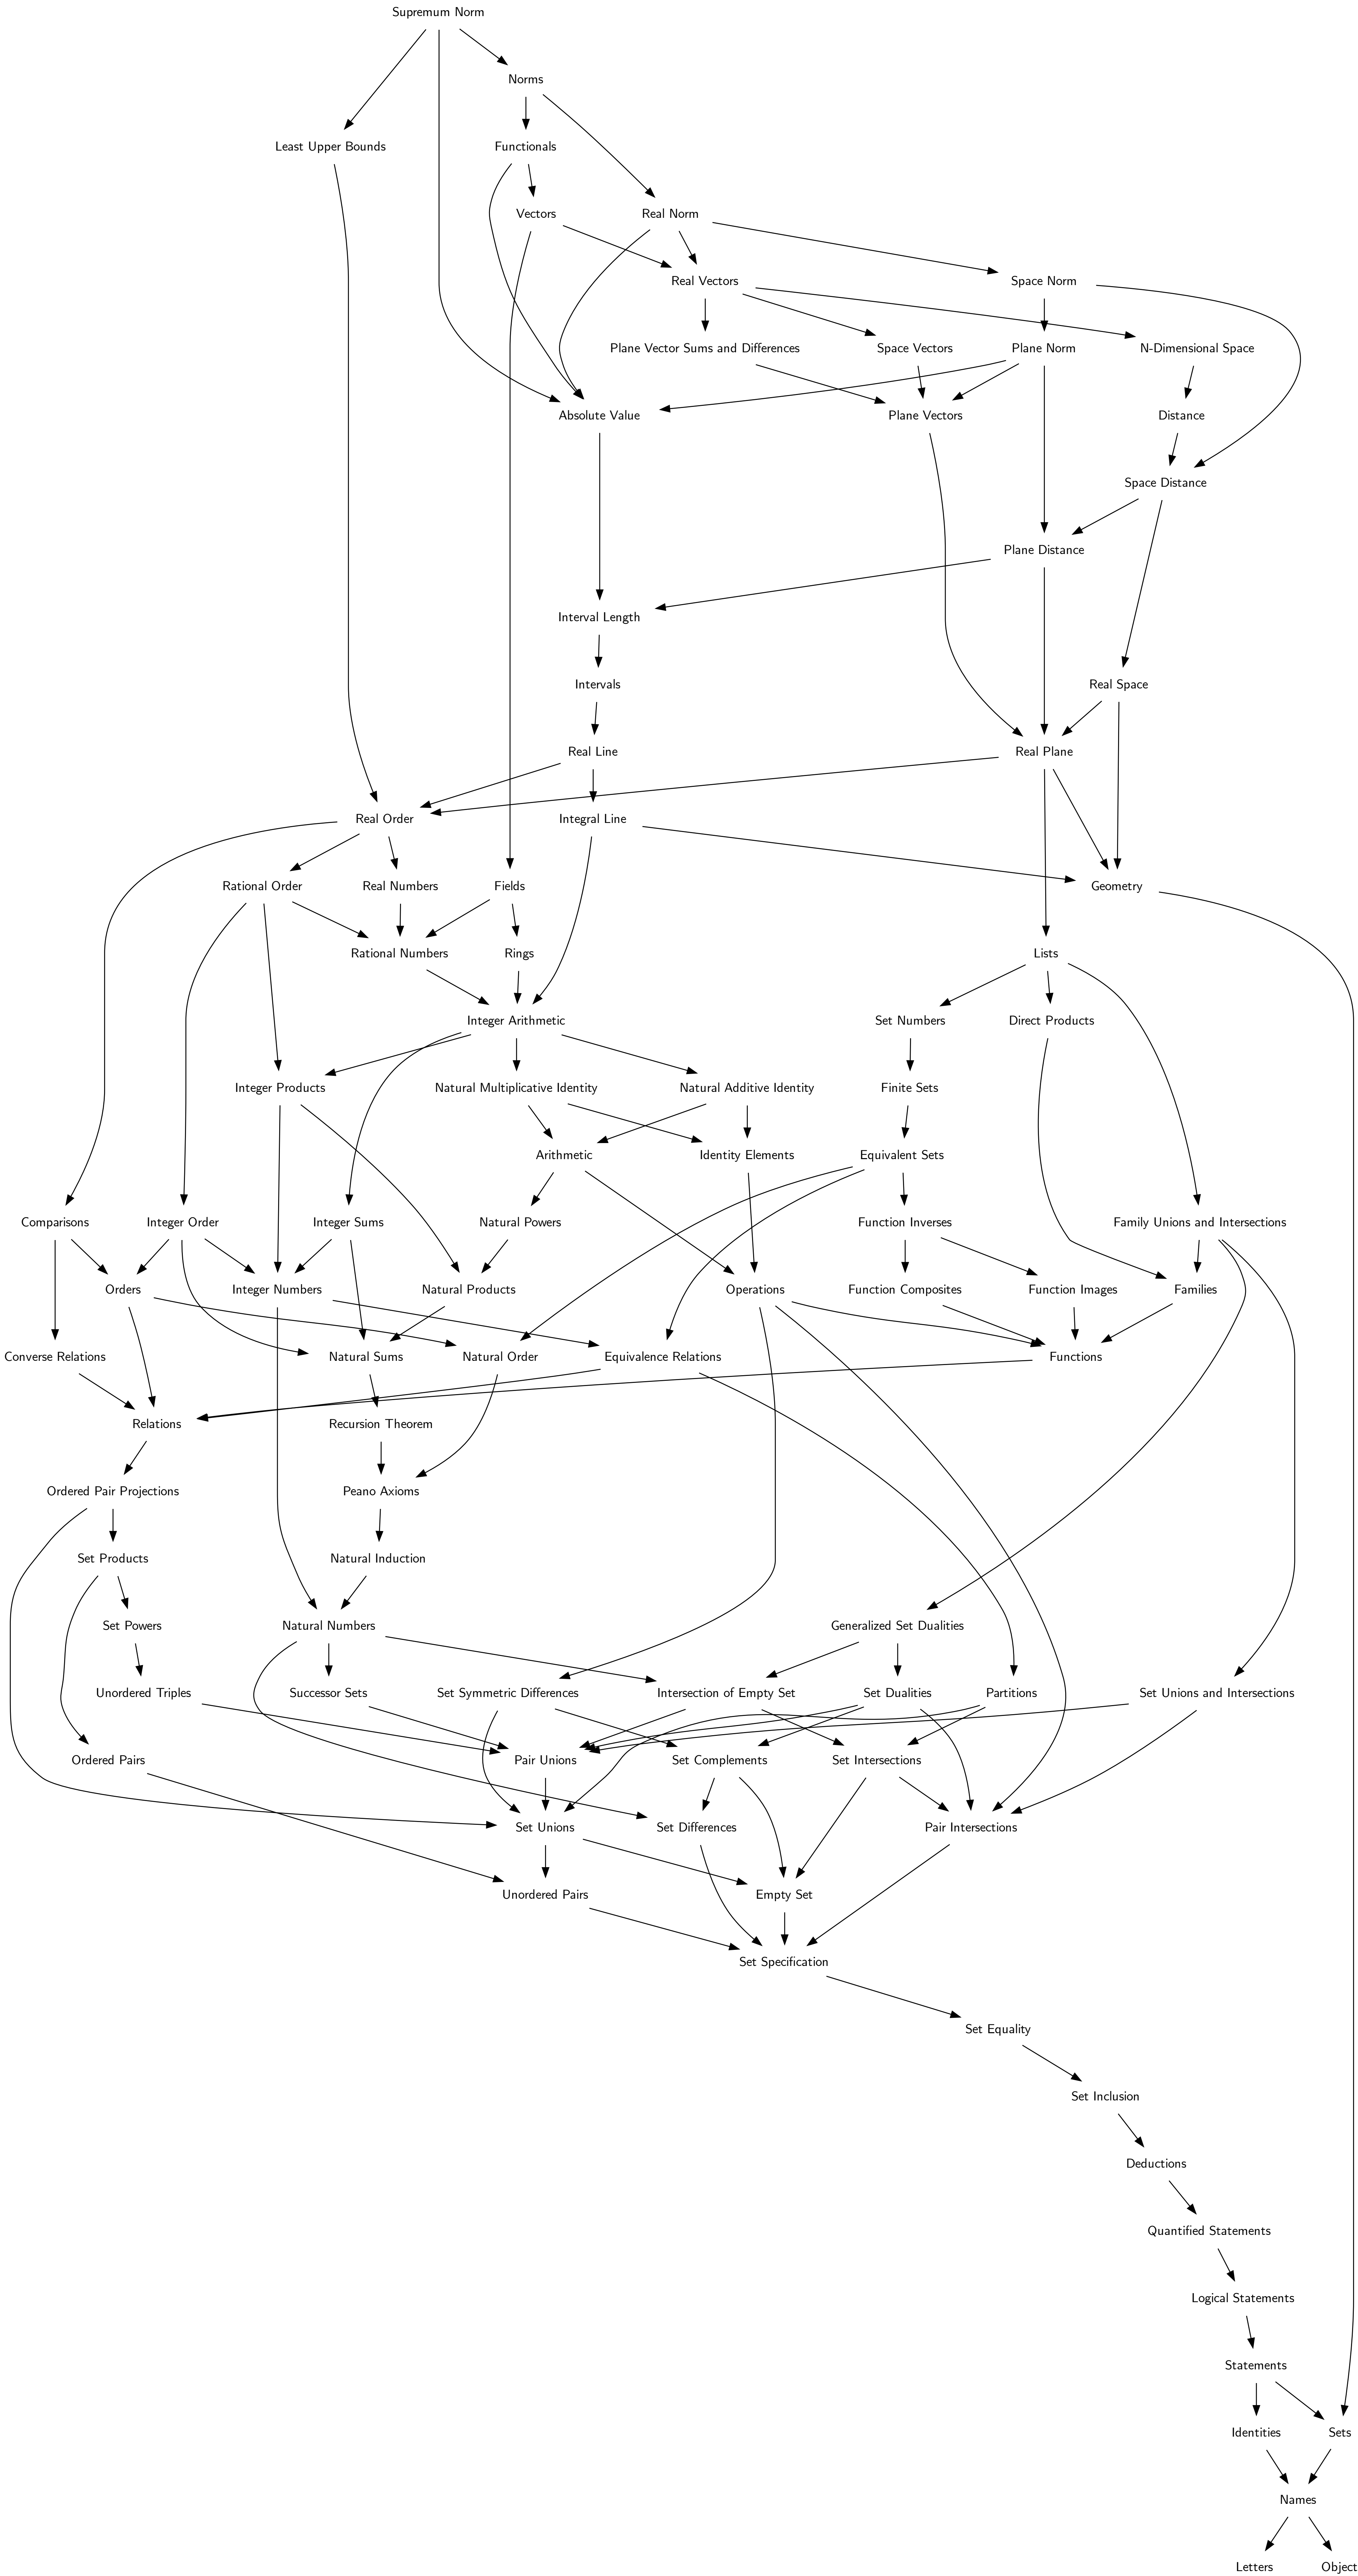 Supremum Norm
Norms
Least Upper Bounds
Functionals
Vectors
Real Norm
Real Vectors
Space Norm
Plane Vector Sums and Differences
Space Vectors
Plane Norm
N-Dimensional Space
Absolute Value
Plane Vectors
Distance
Space Distance
Plane Distance
Interval Length
Intervals
Real Space
Real Line
Real Plane
Real Order
Integral Line
Rational Order
Real Numbers
Fields
Geometry
Rational Numbers
Rings
Lists
Integer Arithmetic
Set Numbers
Direct Products
Integer Products
Natural Multiplicative Identity
Natural Additive Identity
Finite Sets
Arithmetic
Identity Elements
Equivalent Sets
Comparisons
Integer Order
Integer Sums
Natural Powers
Function Inverses
Family Unions and Intersections
Orders
Integer Numbers
Natural Products
Operations
Function Composites
Function Images
Families
Converse Relations
Natural Sums
Natural Order
Equivalence Relations
Functions
Relations
Recursion Theorem
Ordered Pair Projections
Peano Axioms
Set Products
Natural Induction
Set Powers
Natural Numbers
Generalized Set Dualities
Unordered Triples
Successor Sets
Set Symmetric Differences
Intersection of Empty Set
Set Dualities
Partitions
Set Unions and Intersections
Ordered Pairs
Pair Unions
Set Complements
Set Intersections
Set Unions
Set Differences
Pair Intersections
Unordered Pairs
Empty Set
Set Specification
Set Equality
Set Inclusion
Deductions
Quantified Statements
Logical Statements
Statements
Identities
Sets
Names
Letters
Object